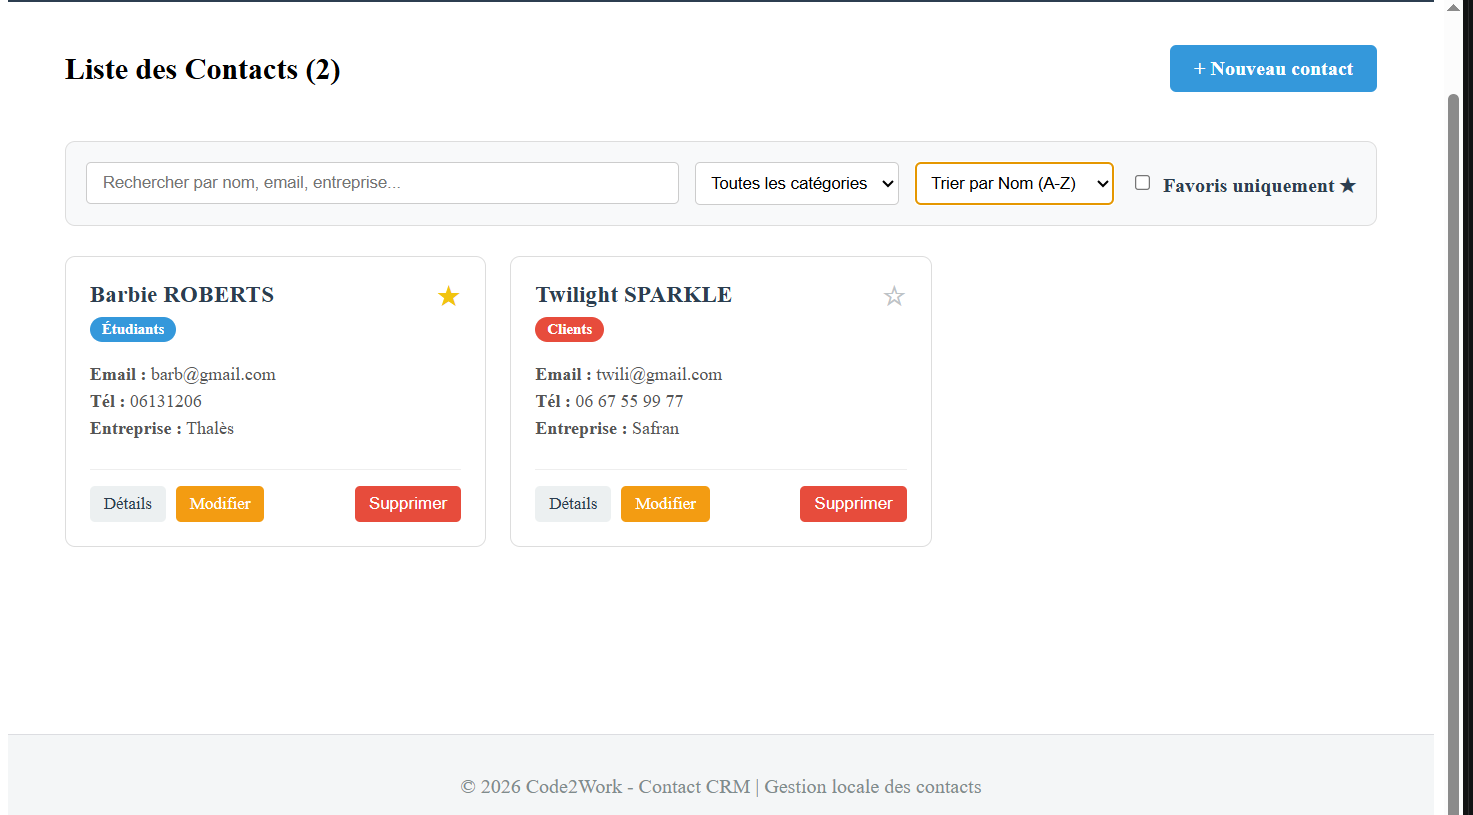 Liste des Contacts (2)
+ Nouveau contact
Rechercher par nom, email, entreprise...
Toutes les catégories
Trier par Nom (A-Z)
Favoris uniquement ★
Barbie ROBERTS
Étudiants
Email : barb@gmail.com
Tél : 06131206
Entreprise : Thalès
Détails
Modifier
Supprimer
Twilight SPARKLE
Clients
Email : twili@gmail.com
Tél : 06 67 55 99 77
Entreprise : Safran
Détails
Modifier
Supprimer
© 2026 Code2Work - Contact CRM | Gestion locale des contacts